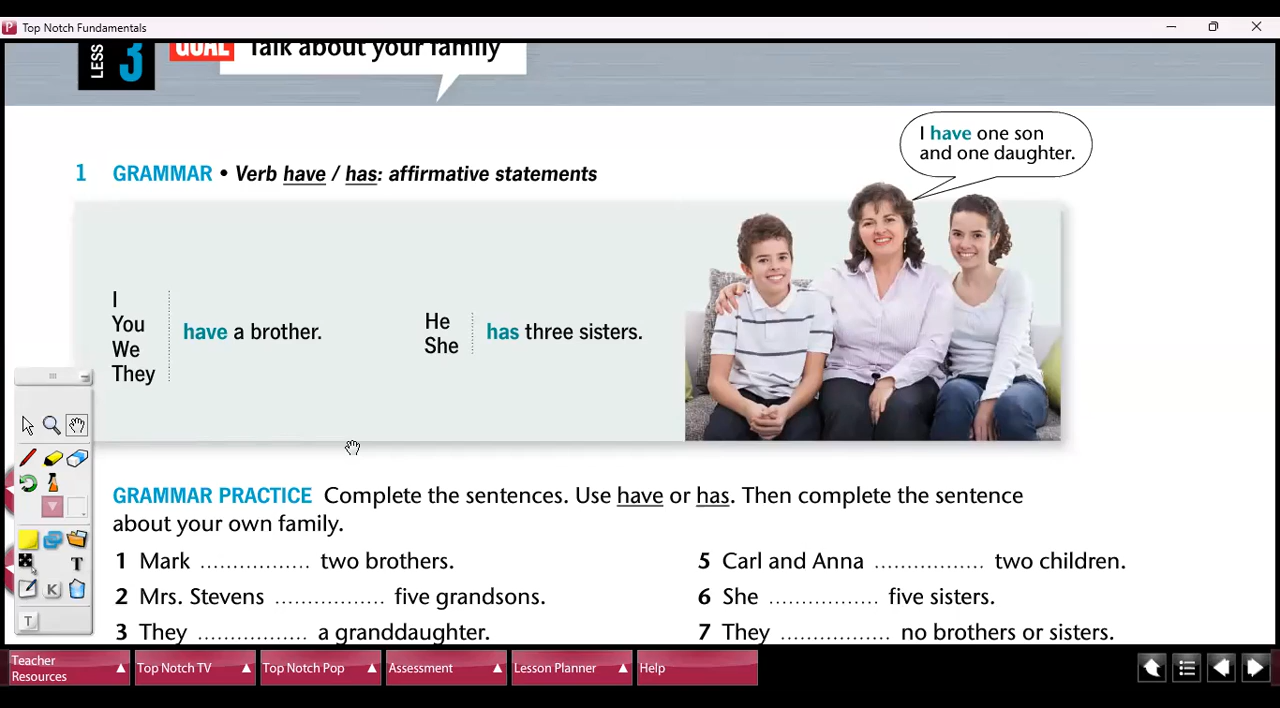 Top Notch Fundamentals
LESS
3
GOAL
Talk about your family
I have one son
and one daughter.
1 GRAMMAR • Verb have / has: affirmative statements
I
You
We
They
have a brother.
He
She
has three sisters.
GRAMMAR PRACTICE Complete the sentences. Use have or has. Then complete the sentence
about your own family.
1 Mark ................. two brothers.
2 Mrs. Stevens ................. five grandsons.
3 They ................. a granddaughter.
5 Carl and Anna ................. two children.
6 She ................. five sisters.
7 They ................. no brothers or sisters.
T
K
T
Teacher
Resources
Top Notch TV
Top Notch Pop
Assessment
Lesson Planner
Help